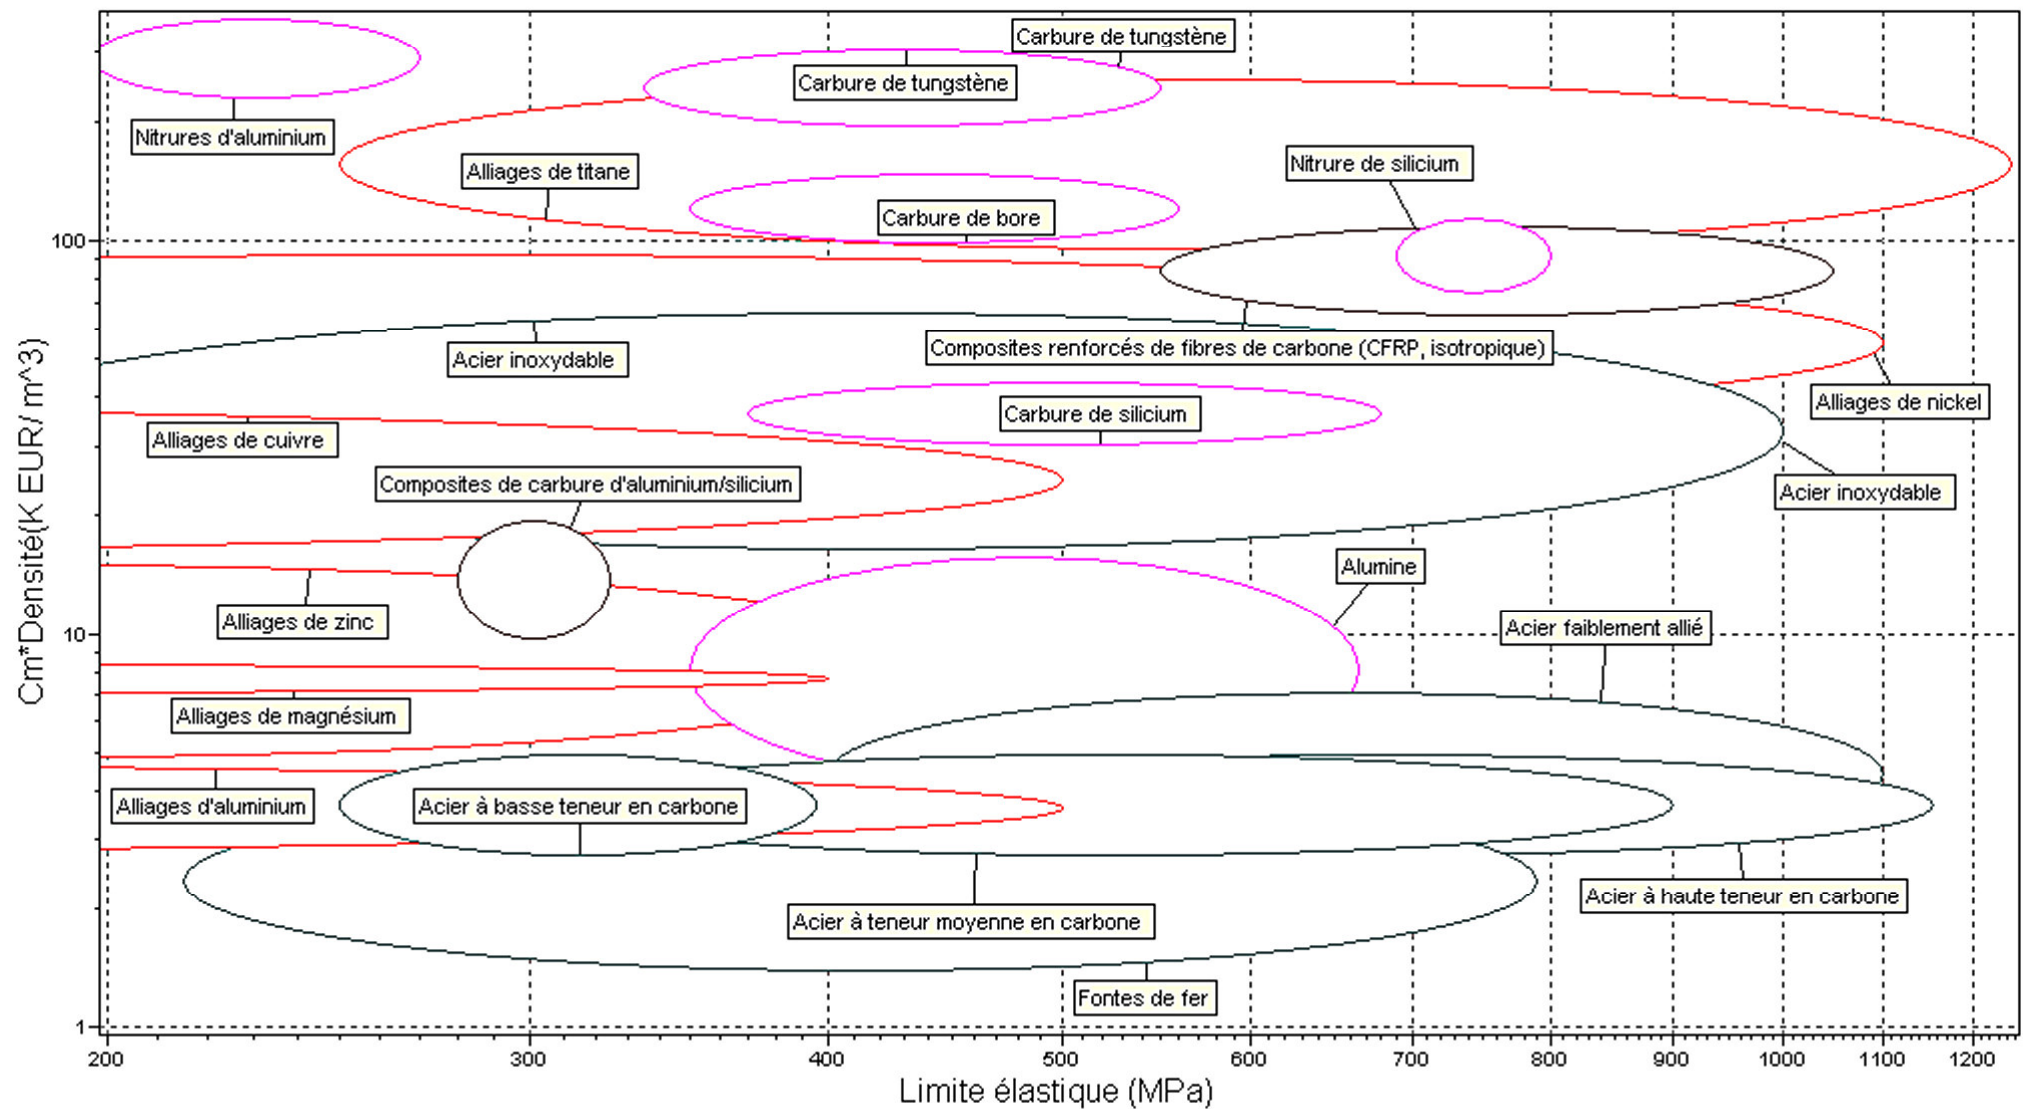 Carbure de tungstène
Carbure de tungstène
Nitrures d'aluminium
Alliages de titane
Nitrure de silicium
Carbure de bore
100
Composites renforcés de fibres de carbone (CFRP, isotropique)
Acier inoxydable
Alliages de nickel
Carbure de silicium
Alliages de cuivre
Composites de carbure d'aluminium/silicium
Acier inoxydable
Alumine
Alliages de zinc
Acier faiblement allié
10
Alliages de magnésium
Alliages d'aluminium
Acier à basse teneur en carbone
Acier à haute teneur en carbone
Acier à teneur moyenne en carbone
Fontes de fer
1
Cm*Densité(K EUR/ m^3)
200 300 400 500 600 700 800 900 1000 1100 1200
Limite élastique (MPa)